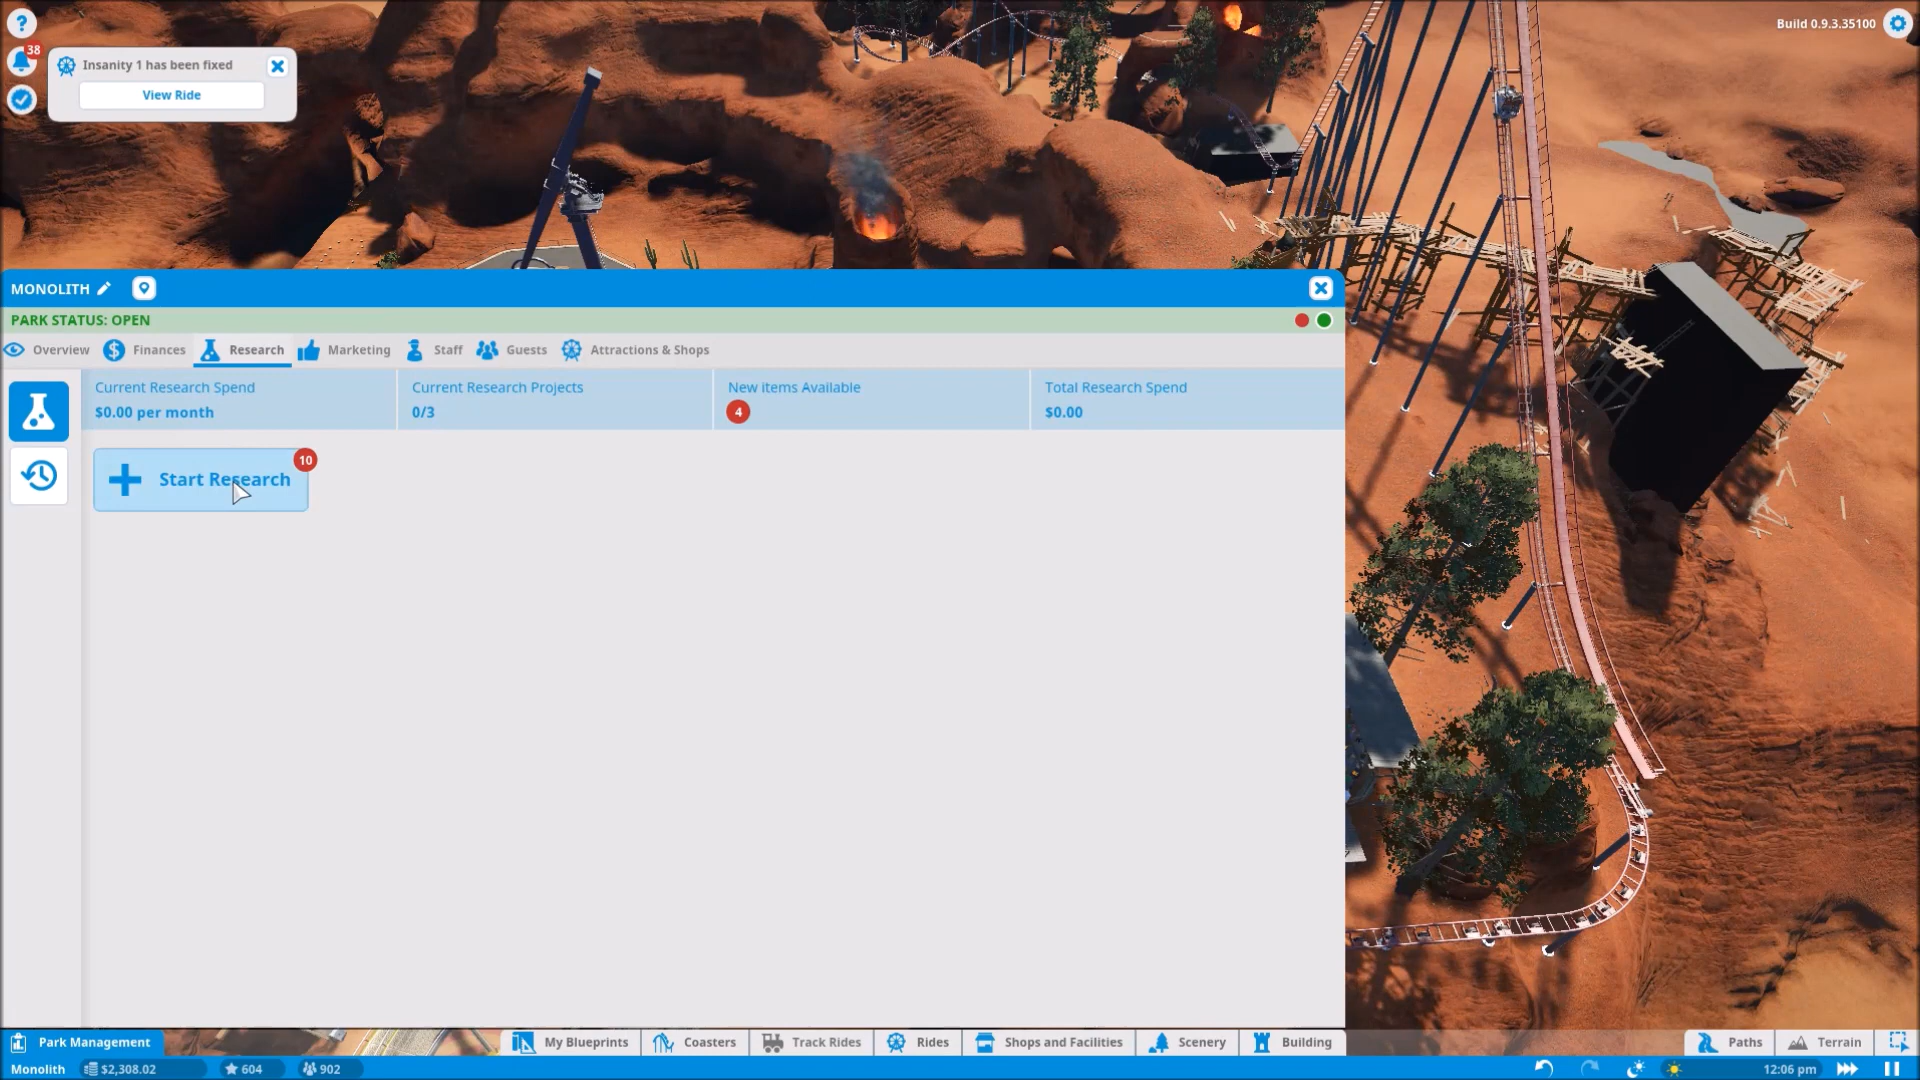 ?
Build 0.9.3.35100
38
Insanity 1 has been fixed
View Ride
MONOLITH
PARK STATUS: OPEN
Overview
Finances
Research
Marketing
Staff
Guests
Attractions & Shops
Current Research Spend
$0.00 per month
Current Research Projects
0/3
New items Available
4
Total Research Spend
$0.00
Start Research
10
Park Management
My Blueprints
Coasters
Track Rides
Rides
Shops and Facilities
Scenery
Building
Paths
Terrain
Monolith
$2,308.02
604
902
12:06 pm